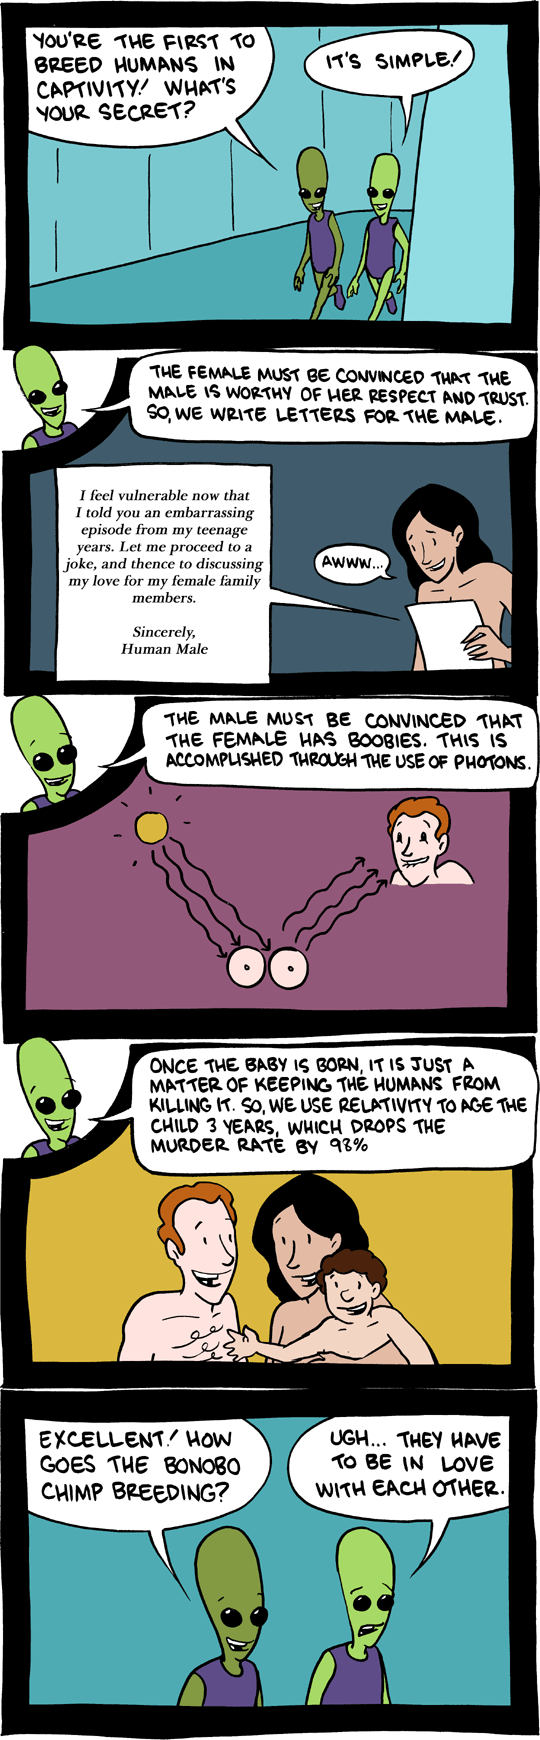 YOU'RE THE FIRST TO
BREED HUMANS IN
CAPTIVITY! WHAT'S
YOUR SECRET?
IT'S SIMPLE!
THE FEMALE MUST BE CONVINCED THAT THE
MALE IS WORTHY OF HER RESPECT AND TRUST.
SO, WE WRITE LETTERS FOR THE MALE.
I feel vulnerable now that
I told you an embarrassing
episode from my teenage
years. Let me proceed to a
joke, and thence to discussing
my love for my female family
members.
Sincerely,
Human Male
AWWW...
THE MALE MUST BE CONVINCED THAT
THE FEMALE HAS BOOBIES. THIS IS
ACCOMPLISHED THROUGH THE USE OF PHOTONS.
ONCE THE BABY IS BORN, IT IS JUST A
MATTER OF KEEPING THE HUMANS FROM
KILLING IT. SO, WE USE RELATIVITY TO AGE THE
CHILD 3 YEARS, WHICH DROPS THE
MURDER RATE BY 98%
EXCELLENT! HOW
GOES THE BONOBO
CHIMP BREEDING?
UGH... THEY HAVE
TO BE IN LOVE
WITH EACH OTHER.